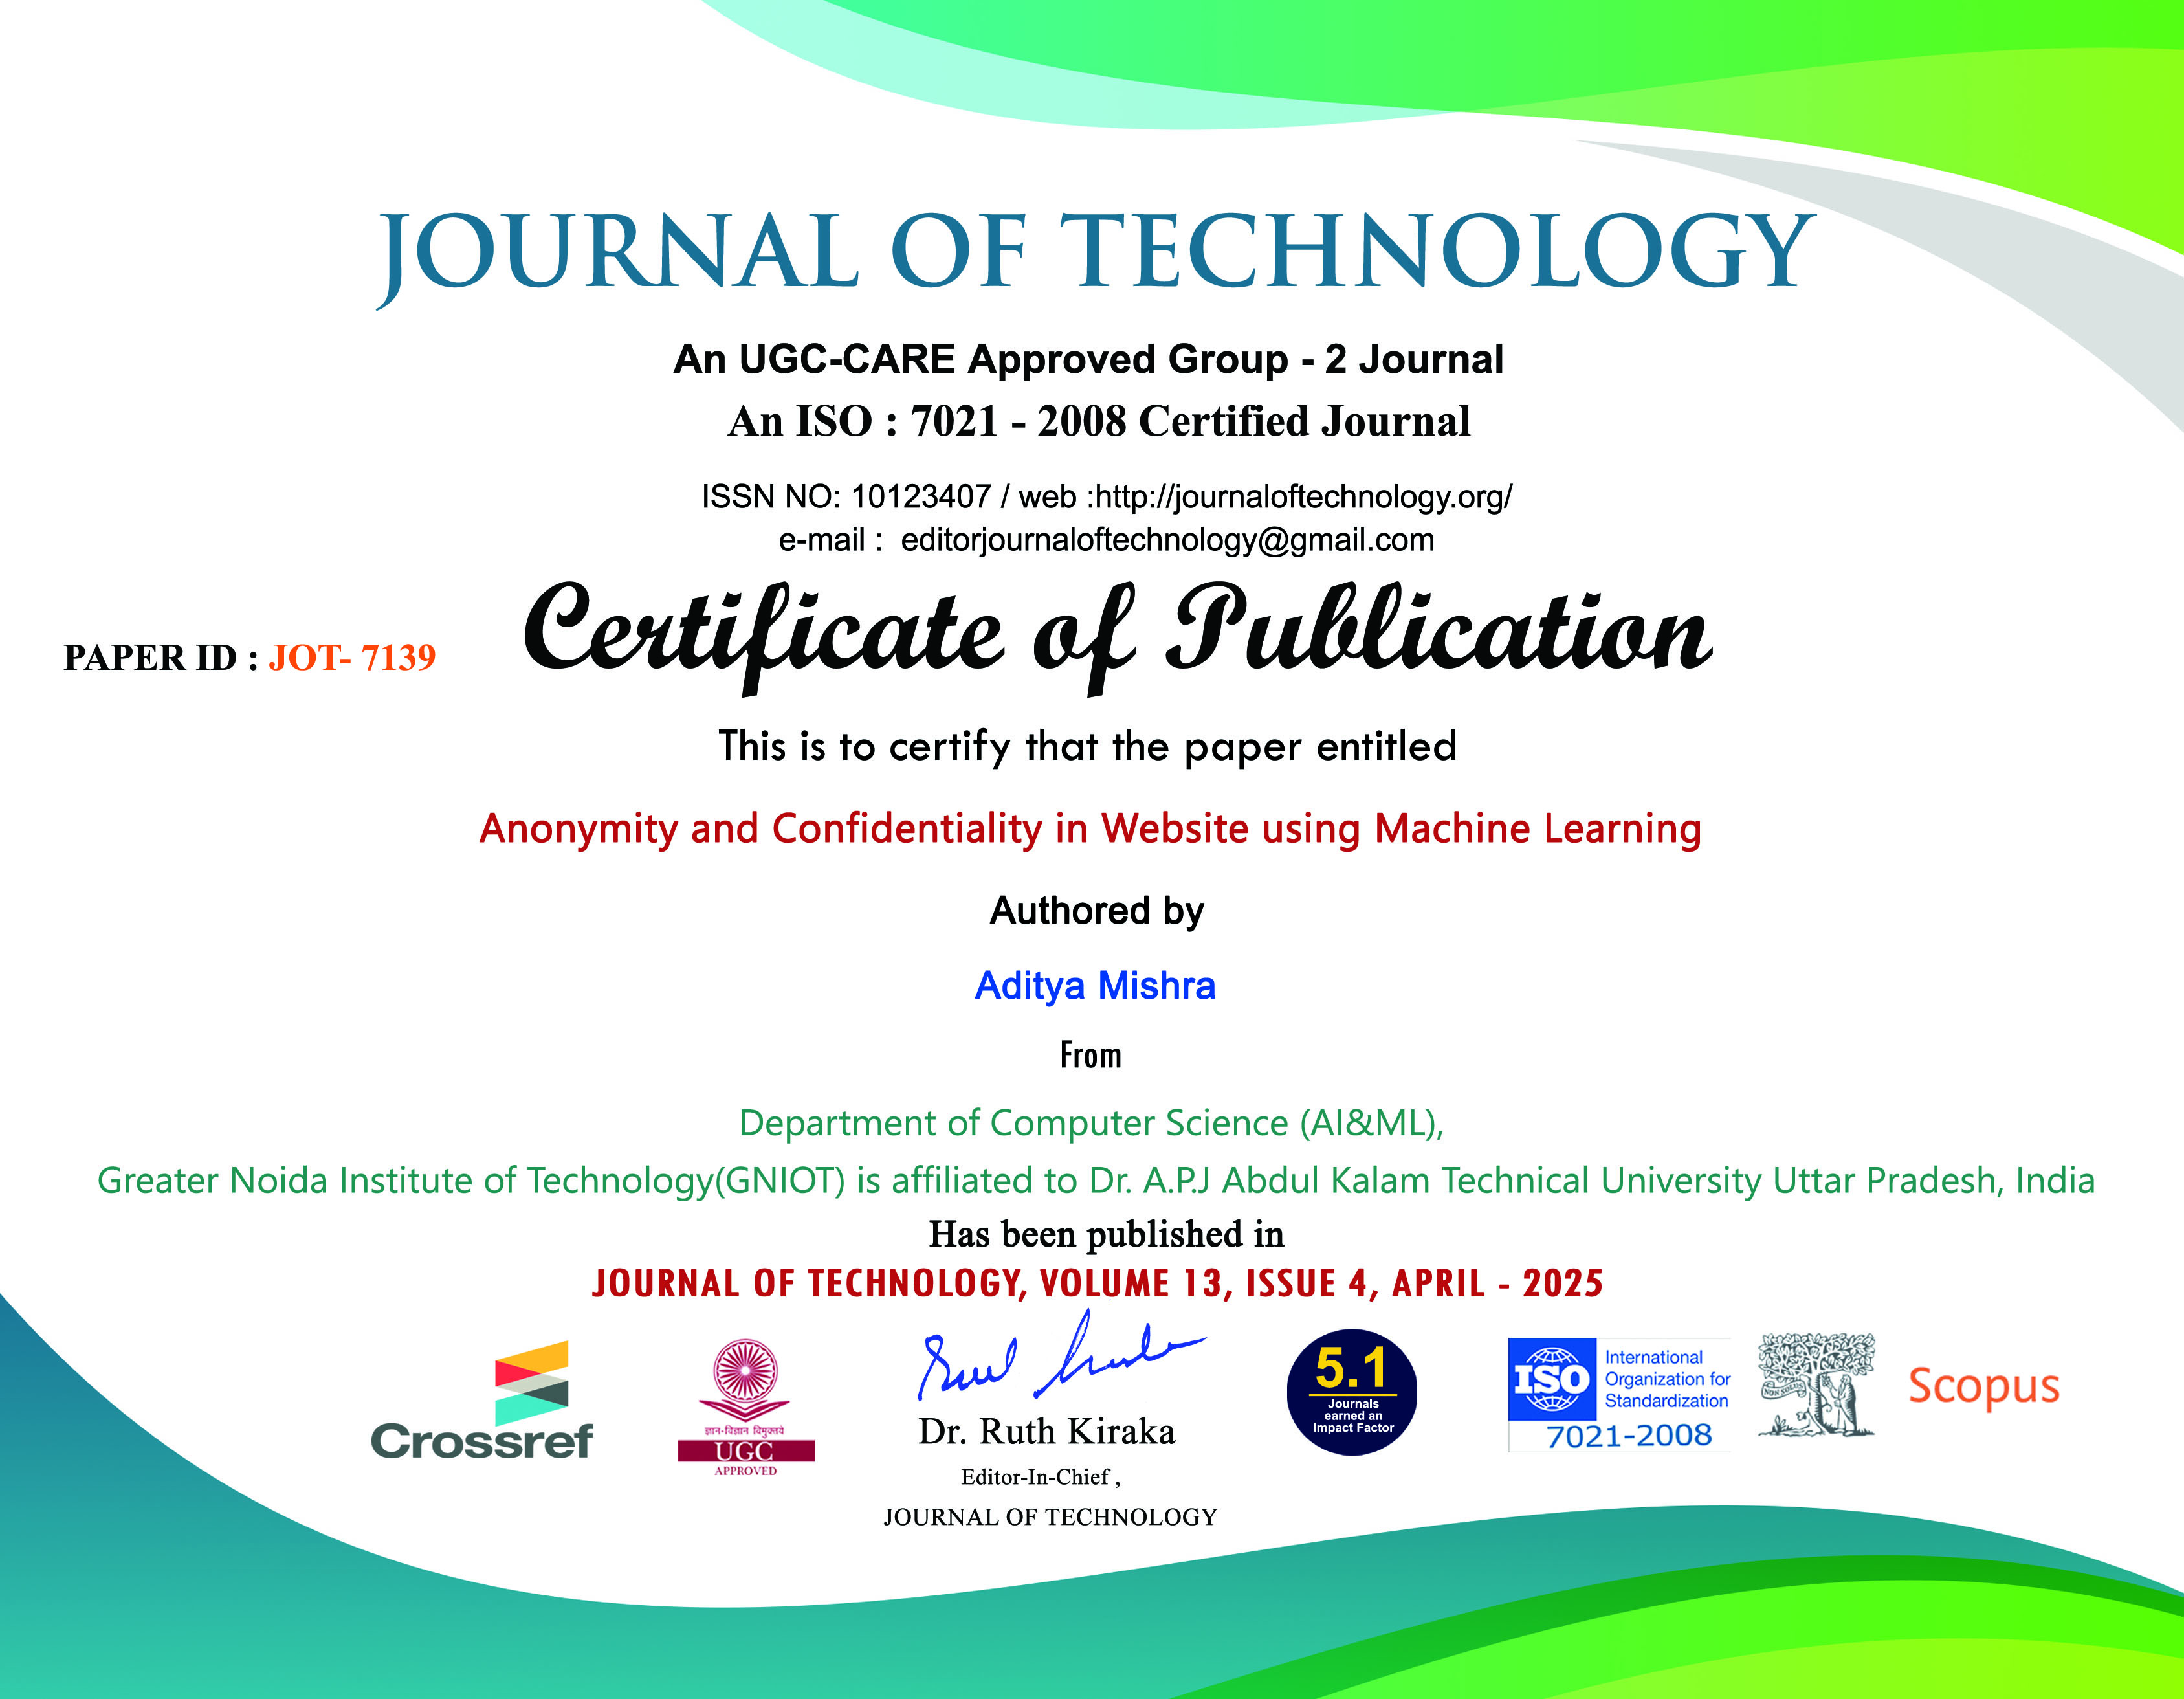 JOURNAL OF TECHNOLOGY
An UGC-CARE Approved Group - 2 Journal
An ISO : 7021 - 2008 Certified Journal
ISSN NO: 10123407 / web :http://journaloftechnology.org/
e-mail : editorjournaloftechnology@gmail.com
PAPER ID : JOT- 7139
Certificate of Publication
This is to certify that the paper entitled
Anonymity and Confidentiality in Website using Machine Learning
Authored by
Aditya Mishra
From
Department of Computer Science (AI&ML),
Greater Noida Institute of Technology(GNIOT) is affiliated to Dr. A.P.J Abdul Kalam Technical University Uttar Pradesh, India
Has been published in
JOURNAL OF TECHNOLOGY, VOLUME 13, ISSUE 4, APRIL - 2025
Crossref
ज्ञान-विज्ञान विमुक्तये
UGC
APPROVED
Dr. Ruth Kiraka
Editor-In-Chief ,
JOURNAL OF TECHNOLOGY
5.1
Journals
earned an
Impact Factor
ISO
International
Organization for
Standardization
7021-2008
NON SOLUS
Scopus